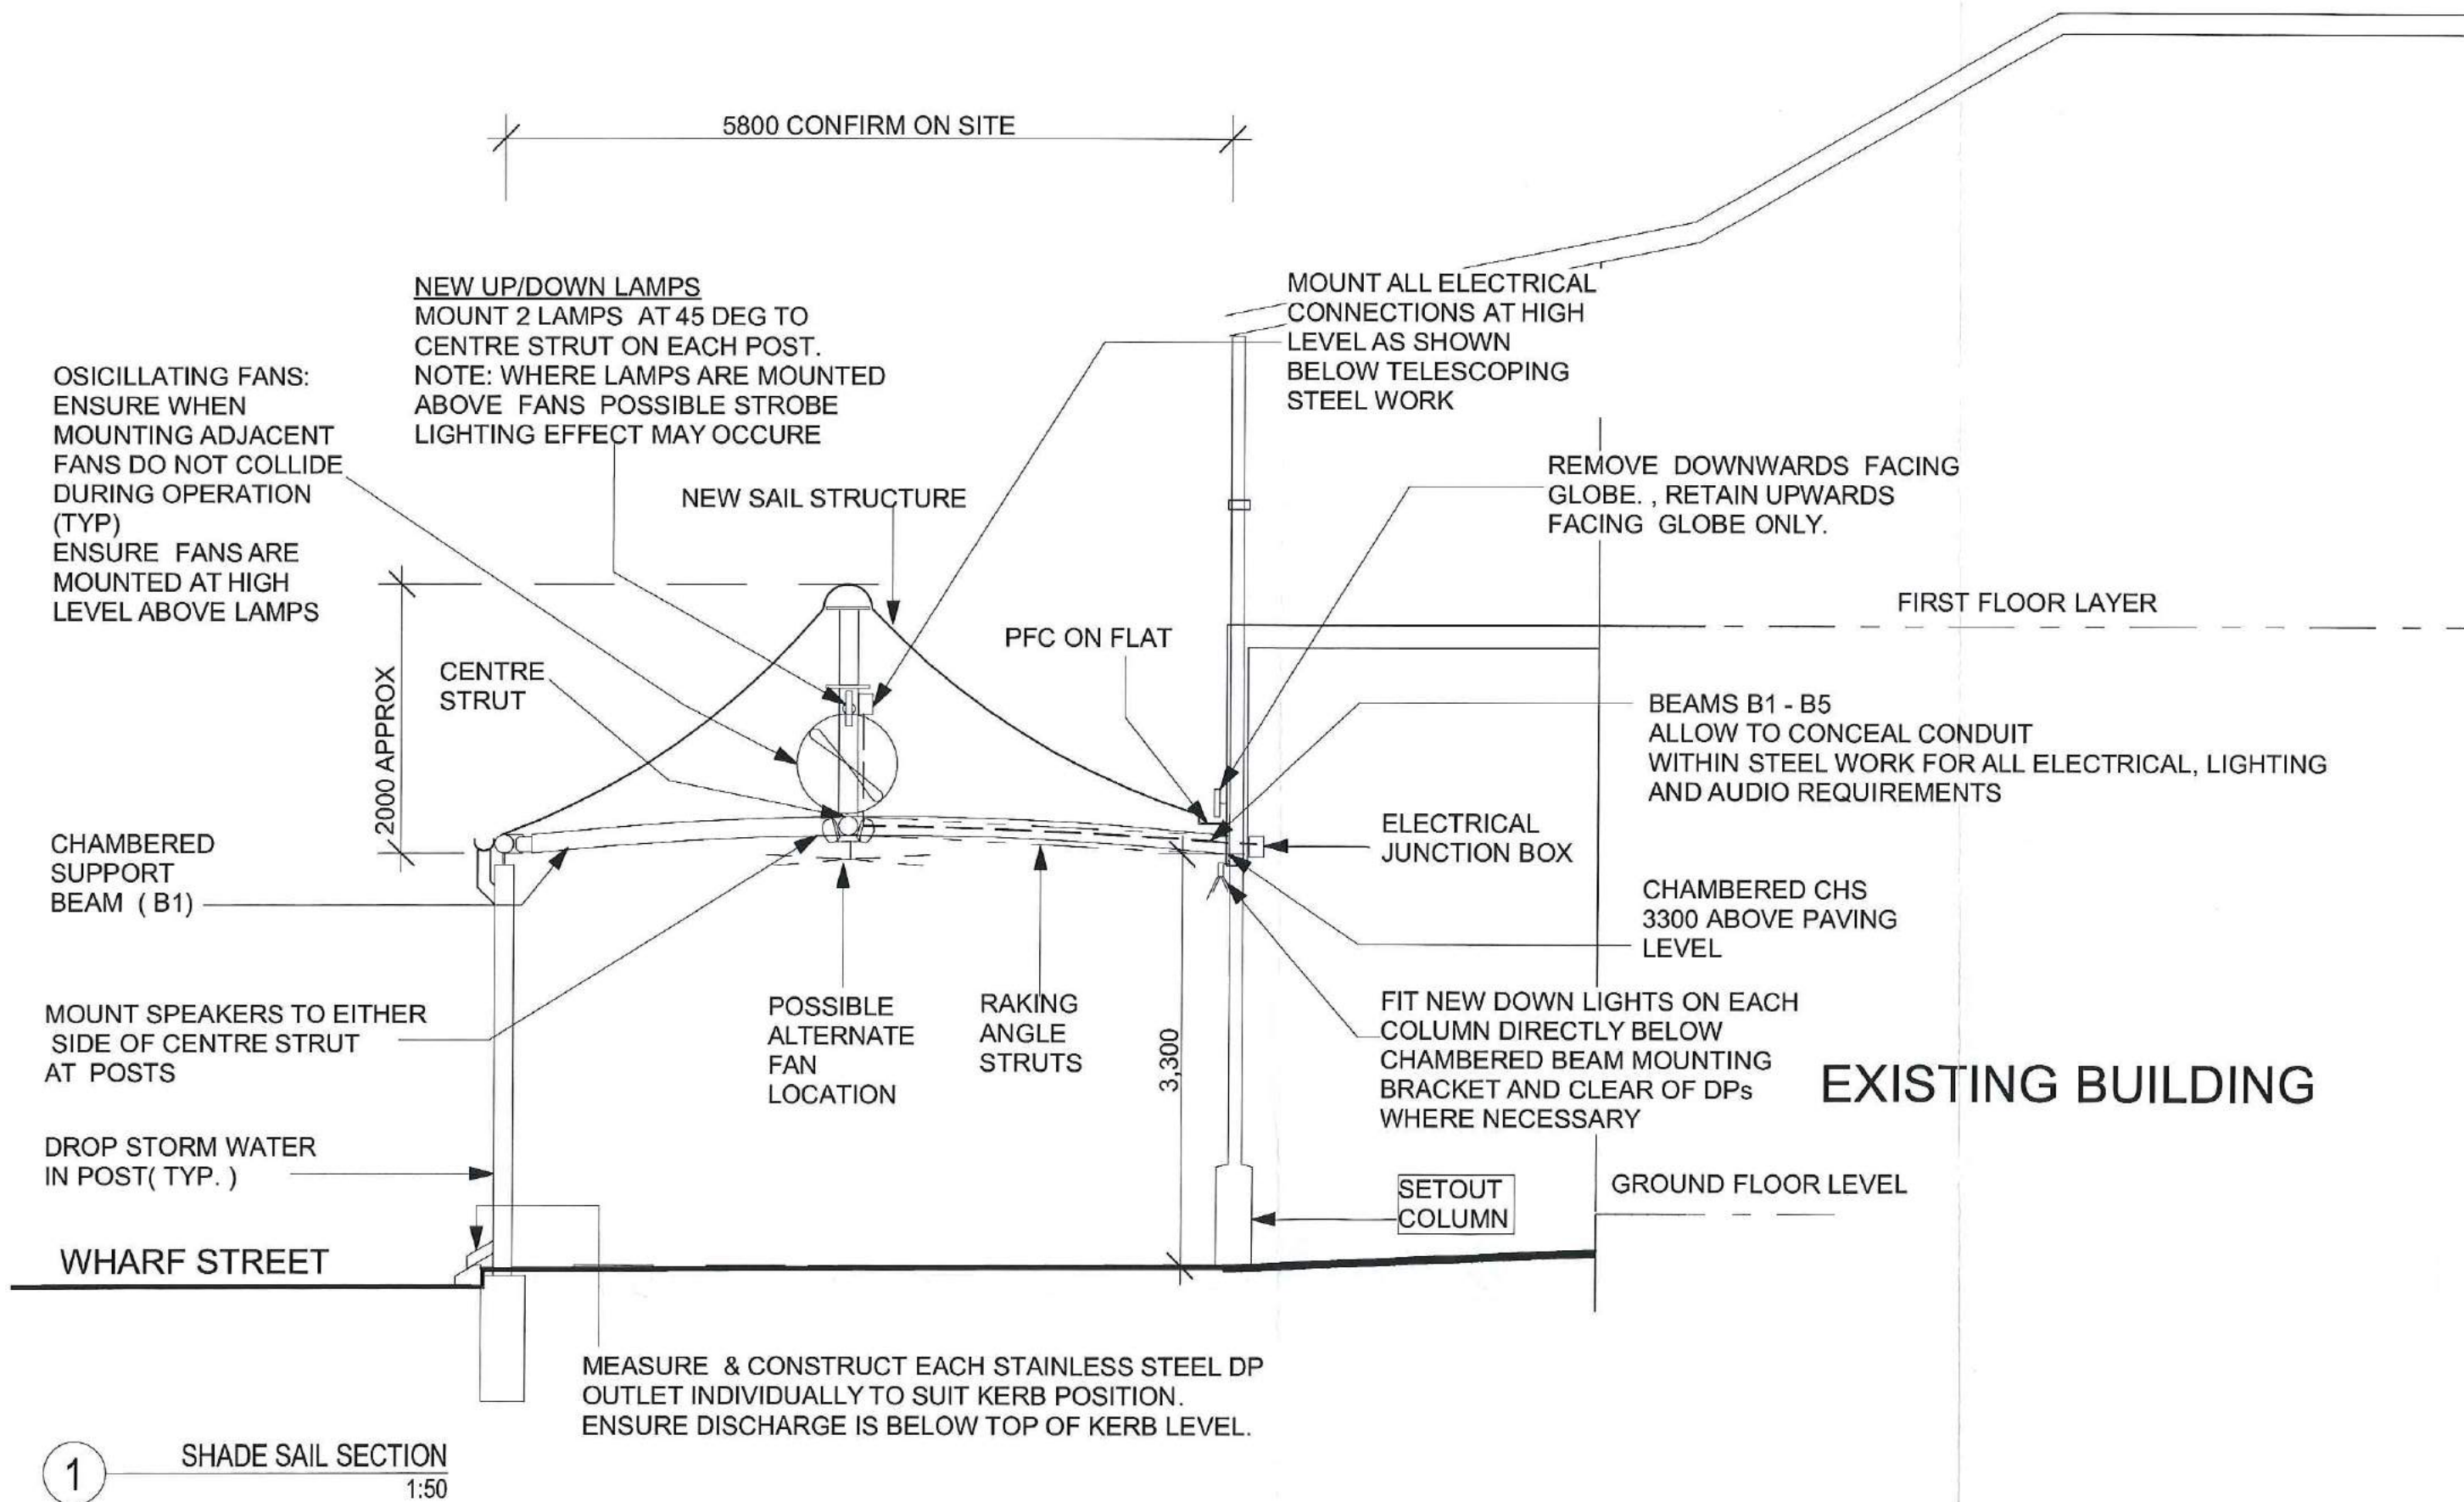 5800 CONFIRM ON SITE
NEW UP/DOWN LAMPS
MOUNT 2 LAMPS AT 45 DEG TO
CENTRE STRUT ON EACH POST.
NOTE: WHERE LAMPS ARE MOUNTED
ABOVE FANS POSSIBLE STROBE
LIGHTING EFFECT MAY OCCURE
MOUNT ALL ELECTRICAL
CONNECTIONS AT HIGH
LEVEL AS SHOWN
BELOW TELESCOPING
STEEL WORK
OSICILLATING FANS:
ENSURE WHEN
MOUNTING ADJACENT
FANS DO NOT COLLIDE
DURING OPERATION
(TYP)
ENSURE FANS ARE
MOUNTED AT HIGH
LEVEL ABOVE LAMPS
NEW SAIL STRUCTURE
REMOVE DOWNWARDS FACING
GLOBE. , RETAIN UPWARDS
FACING GLOBE ONLY.
FIRST FLOOR LAYER
PFC ON FLAT
CENTRE
STRUT
2000 APPROX
BEAMS B1 - B5
ALLOW TO CONCEAL CONDUIT
WITHIN STEEL WORK FOR ALL ELECTRICAL, LIGHTING
AND AUDIO REQUIREMENTS
ELECTRICAL
JUNCTION BOX
CHAMBERED
SUPPORT
BEAM ( B1)
CHAMBERED CHS
3300 ABOVE PAVING
LEVEL
MOUNT SPEAKERS TO EITHER
SIDE OF CENTRE STRUT
AT POSTS
POSSIBLE
ALTERNATE
FAN
LOCATION
RAKING
ANGLE
STRUTS
3,300
FIT NEW DOWN LIGHTS ON EACH
COLUMN DIRECTLY BELOW
CHAMBERED BEAM MOUNTING
BRACKET AND CLEAR OF DPs
WHERE NECESSARY
EXISTING BUILDING
DROP STORM WATER
IN POST( TYP. )
SETOUT
COLUMN
GROUND FLOOR LEVEL
WHARF STREET
MEASURE & CONSTRUCT EACH STAINLESS STEEL DP
OUTLET INDIVIDUALLY TO SUIT KERB POSITION.
ENSURE DISCHARGE IS BELOW TOP OF KERB LEVEL.
1
SHADE SAIL SECTION
1:50